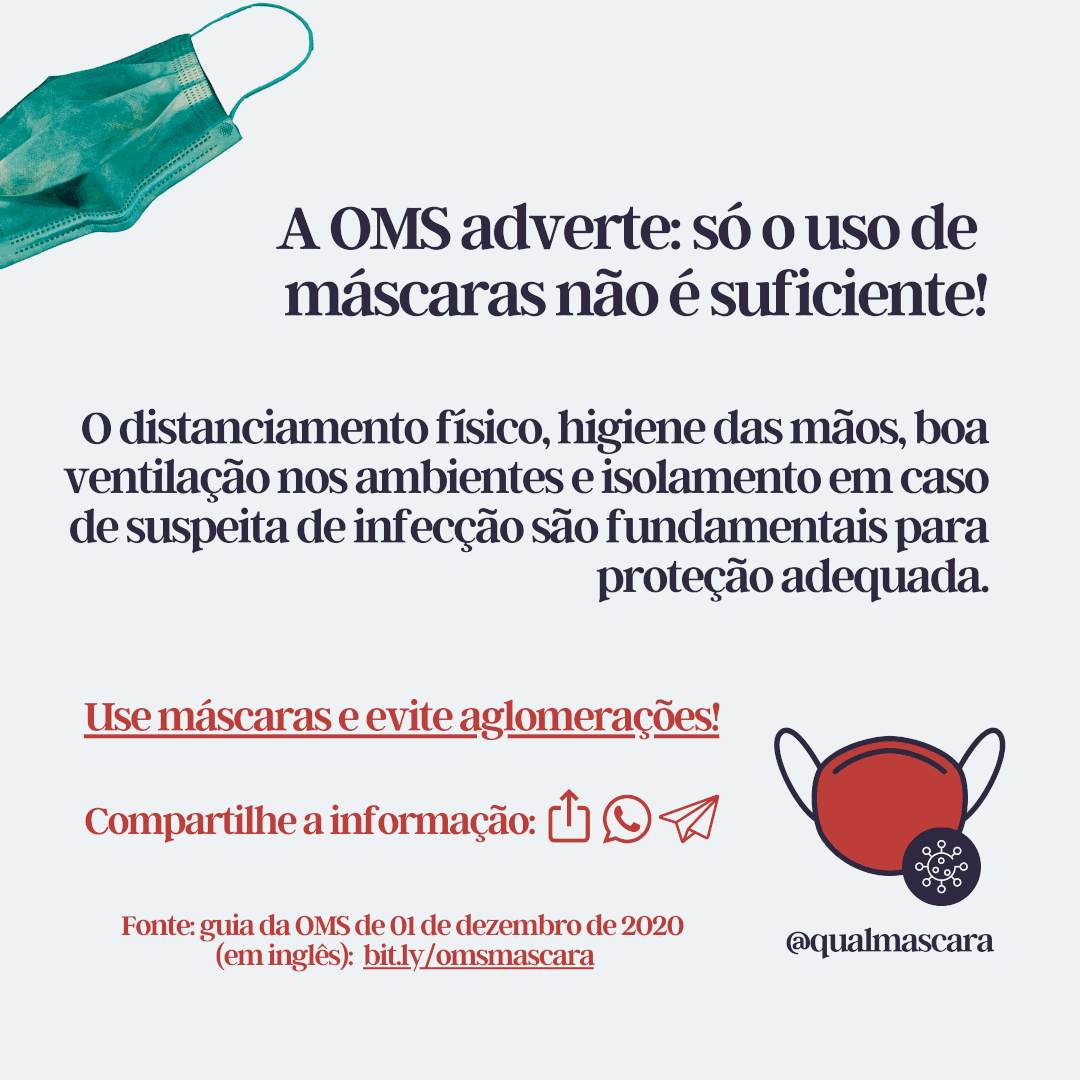 A OMS adverte: só o uso de
máscaras não é suficiente!
O distanciamento físico, higiene das mãos, boa
ventilação nos ambientes e isolamento em caso
de suspeita de infecção são fundamentais para
proteção adequada.
Use máscaras e evite aglomerações!
Compartilhe a informação:
Fonte: guia da OMS de 01 de dezembro de 2020
(em inglês): bit.ly/omsmascara
@qualmascara